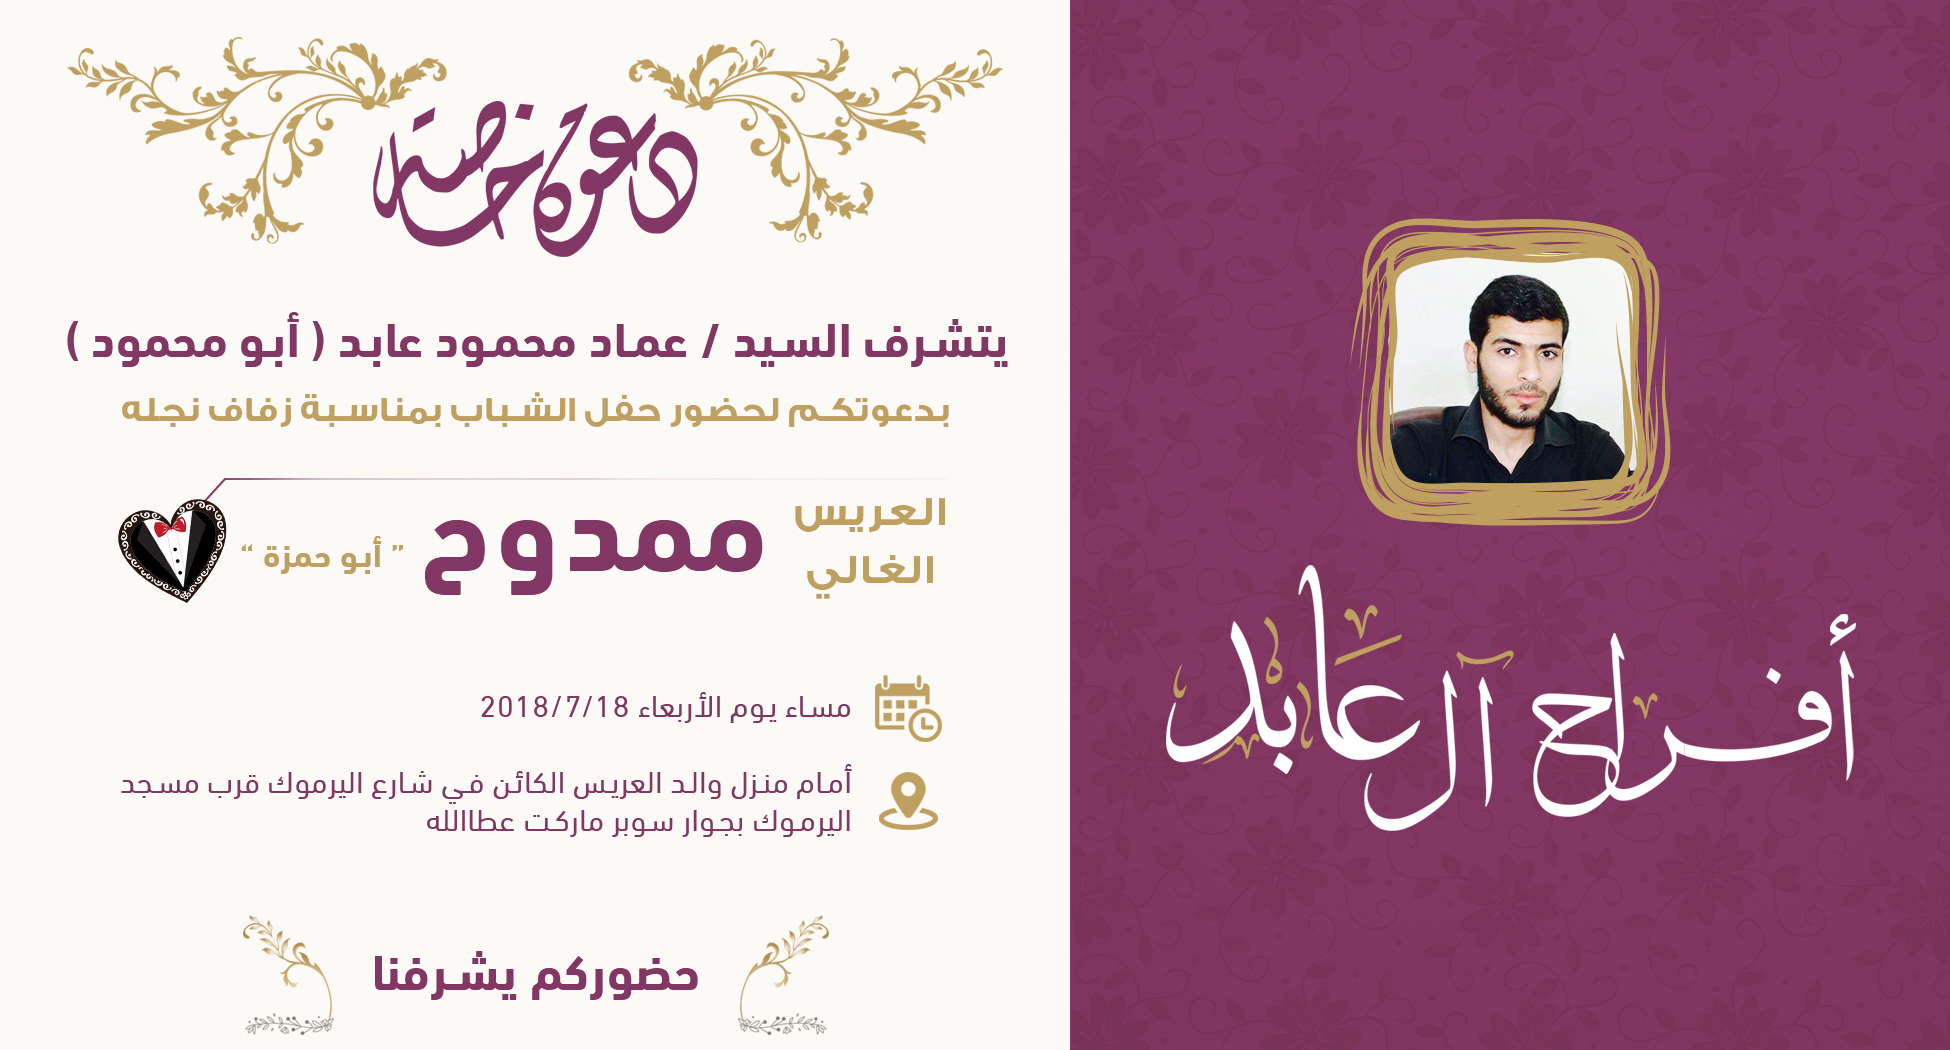 دعوة خاصة
يتشرف السيد / عماد محمود عابد ( أبو محمود )
بدعوتكم لحضور حفل الشباب بمناسبة زفاف نجله
العريس
الغالي
ممدوح
” أبو حمزة “
مساء يوم الأربعاء 2018/7/18
أمام منزل والد العريس الكائن في شارع اليرموك قرب مسجد
اليرموك بجوار سوبر ماركت عطاالله
حضوركم يشرفنا
أفراح آل عابد